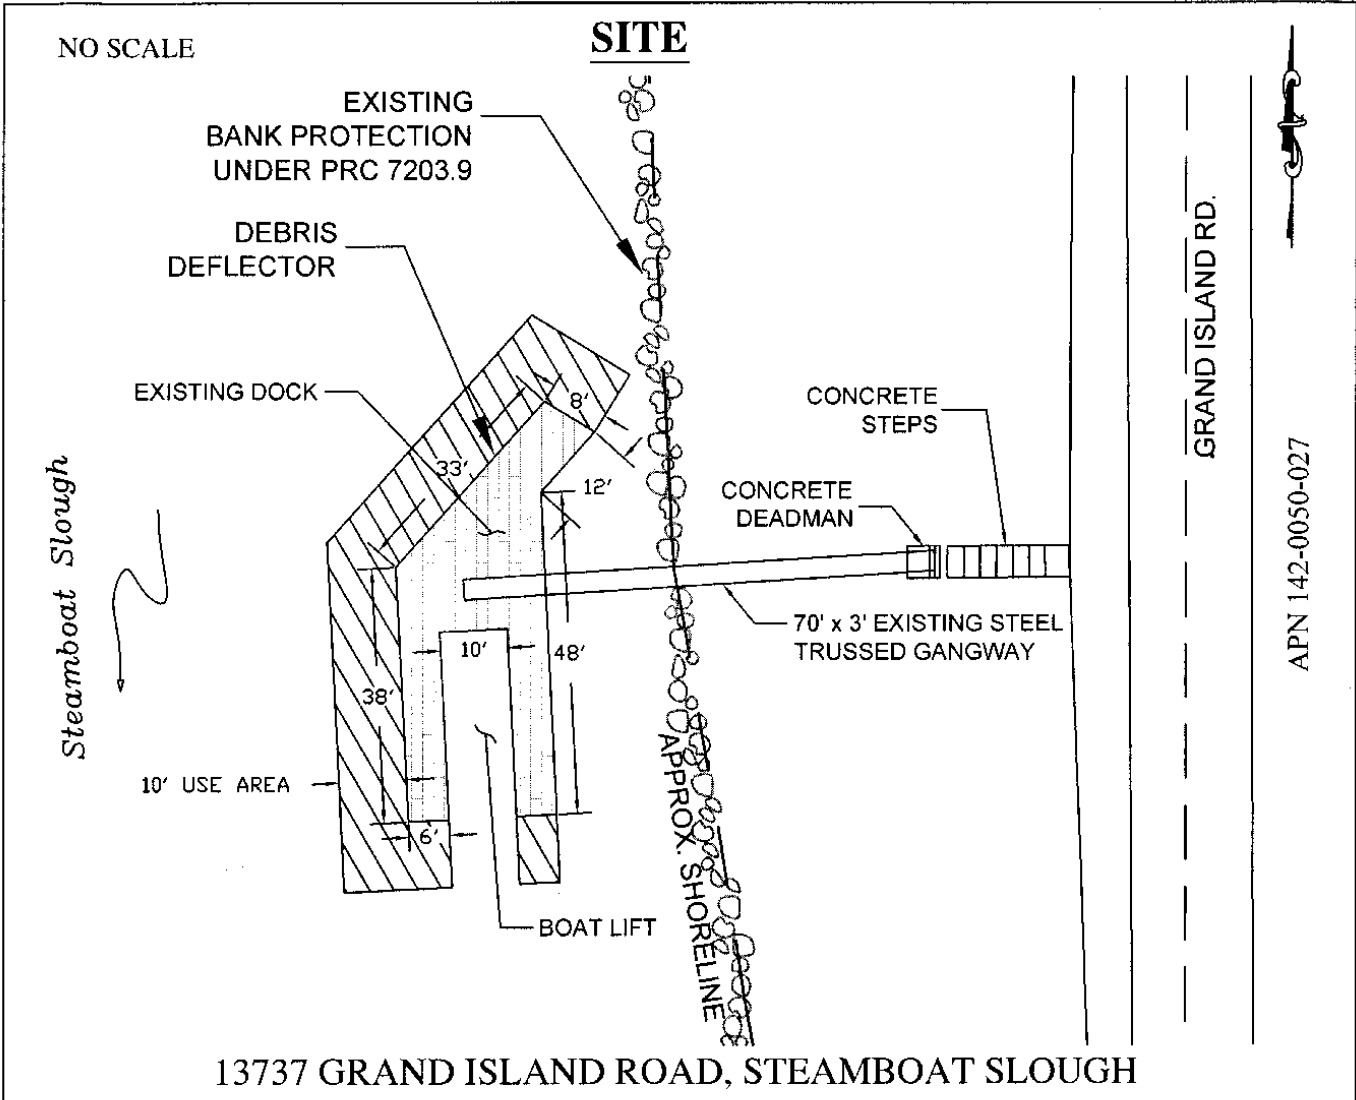 NO SCALE
SITE
EXISTING
BANK PROTECTION
UNDER PRC 7203.9
DEBRIS
DEFLECTOR
EXISTING DOCK
8'
33'
12'
CONCRETE
STEPS
CONCRETE
DEADMAN
70' x 3' EXISTING STEEL
TRUSSED GANGWAY
10'
48'
38'
10' USE AREA
6'
BOAT LIFT
APPROX. SHORELINE
Steamboat Slough
GRAND ISLAND RD.
APN 142-0050-027
13737 GRAND ISLAND ROAD, STEAMBOAT SLOUGH